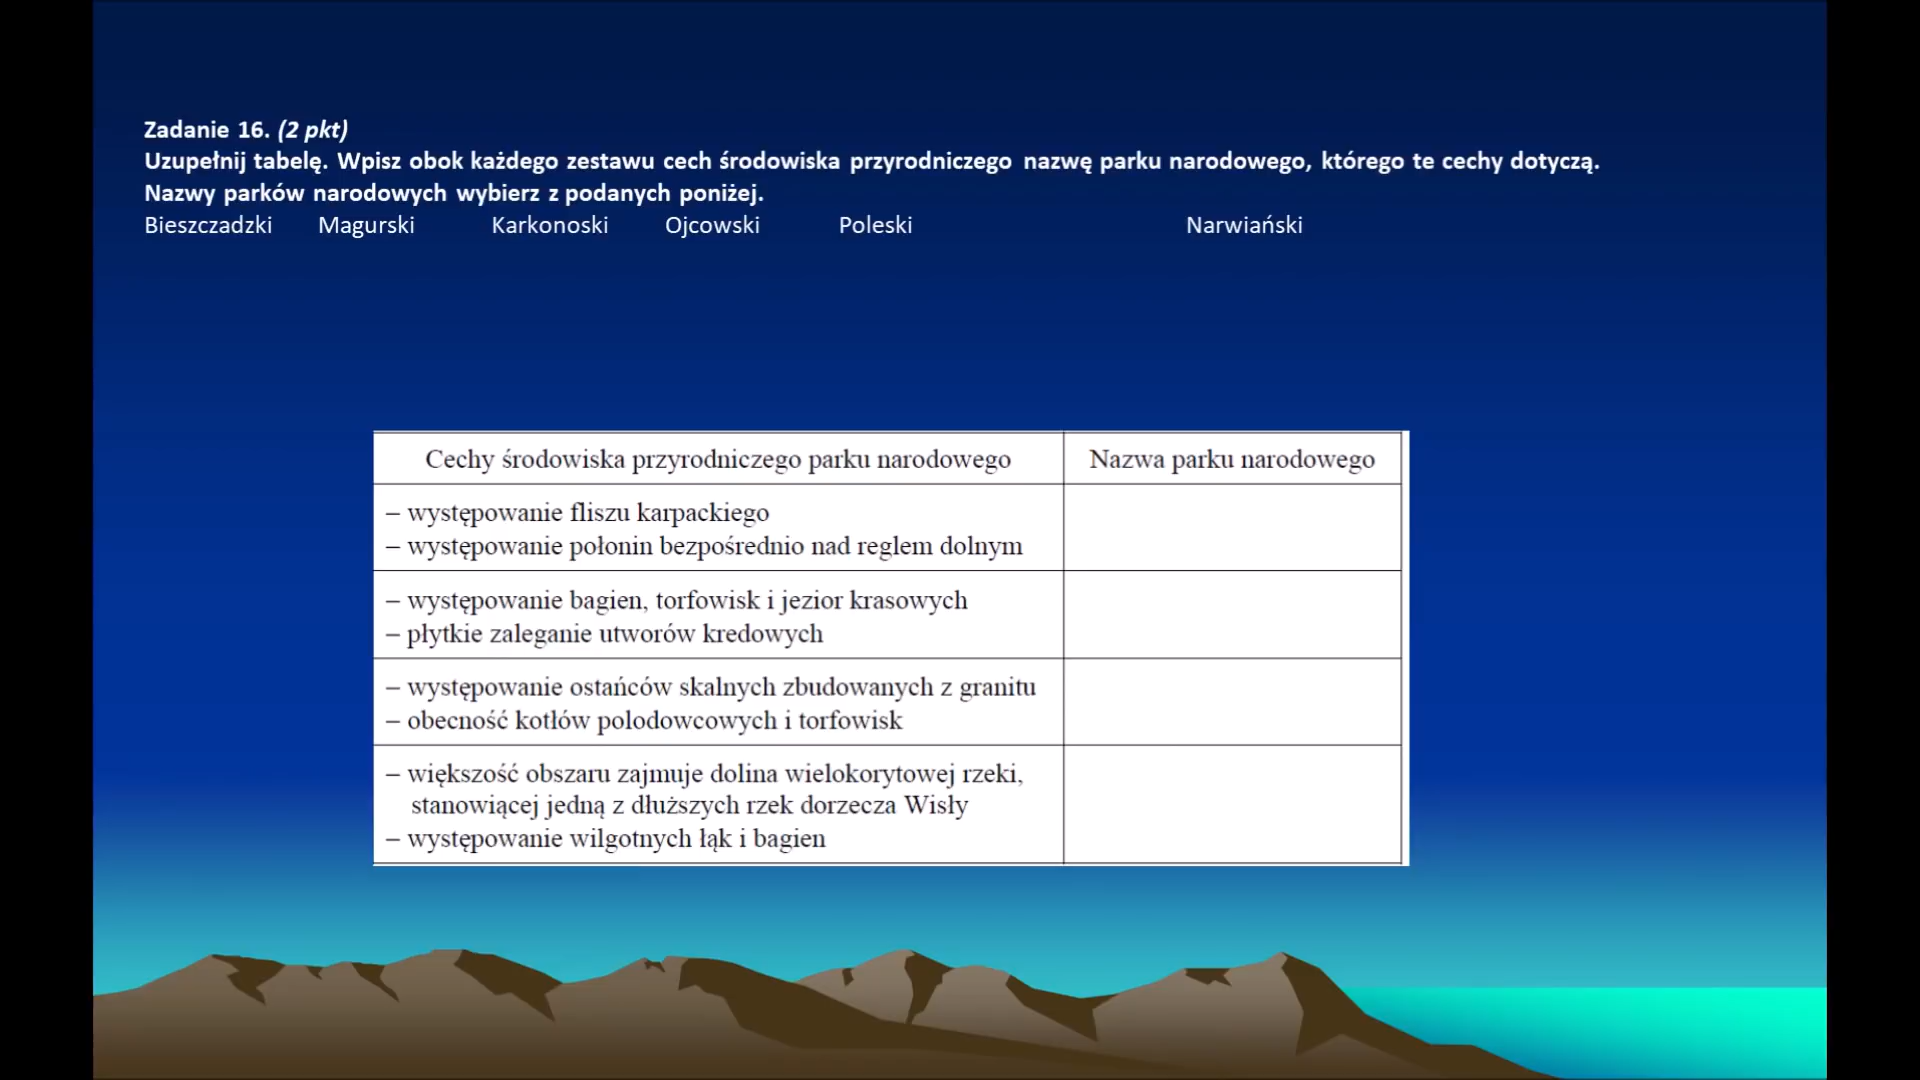 Zadanie 16. (2 pkt)
Uzupełnij tabelę. Wpisz obok każdego zestawu cech środowiska przyrodniczego nazwę parku narodowego, którego te cechy dotyczą.
Nazwy parków narodowych wybierz z podanych poniżej.
Bieszczadzki Magurski Karkonoski Ojcowski Poleski Narwiański
Cechy środowiska przyrodniczego parku narodowego Nazwa parku narodowego
– występowanie fliszu karpackiego
– występowanie połonin bezpośrednio nad reglem dolnym
– występowanie bagien, torfowisk i jezior krasowych
– płytkie zaleganie utworów kredowych
– występowanie ostańców skalnych zbudowanych z granitu
– obecność kotłów polodowcowych i torfowisk
– większość obszaru zajmuje dolina wielokorytowej rzeki,
stanowiącej jedną z dłuższych rzek dorzecza Wisły
– występowanie wilgotnych łąk i bagien